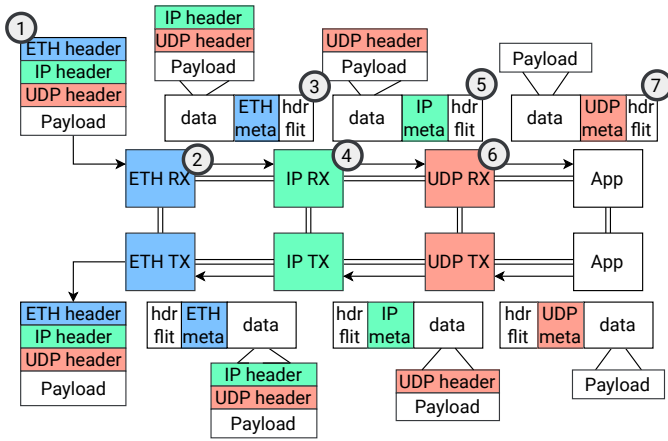 1
ETH header
IP header
UDP header
Payload
IP header
UDP header
Payload
data
ETH
meta
hdr
flit
3
UDP header
Payload
data
IP
meta
hdr
flit
5
Payload
data
UDP
meta
hdr
flit
7
ETH RX
2
IP RX
4
UDP RX
6
App
ETH TX
IP TX
UDP TX
App
ETH header
IP header
UDP header
Payload
hdr
flit
ETH
meta
data
IP header
UDP header
Payload
hdr
flit
IP
meta
data
UDP header
Payload
hdr
flit
UDP
meta
data
Payload